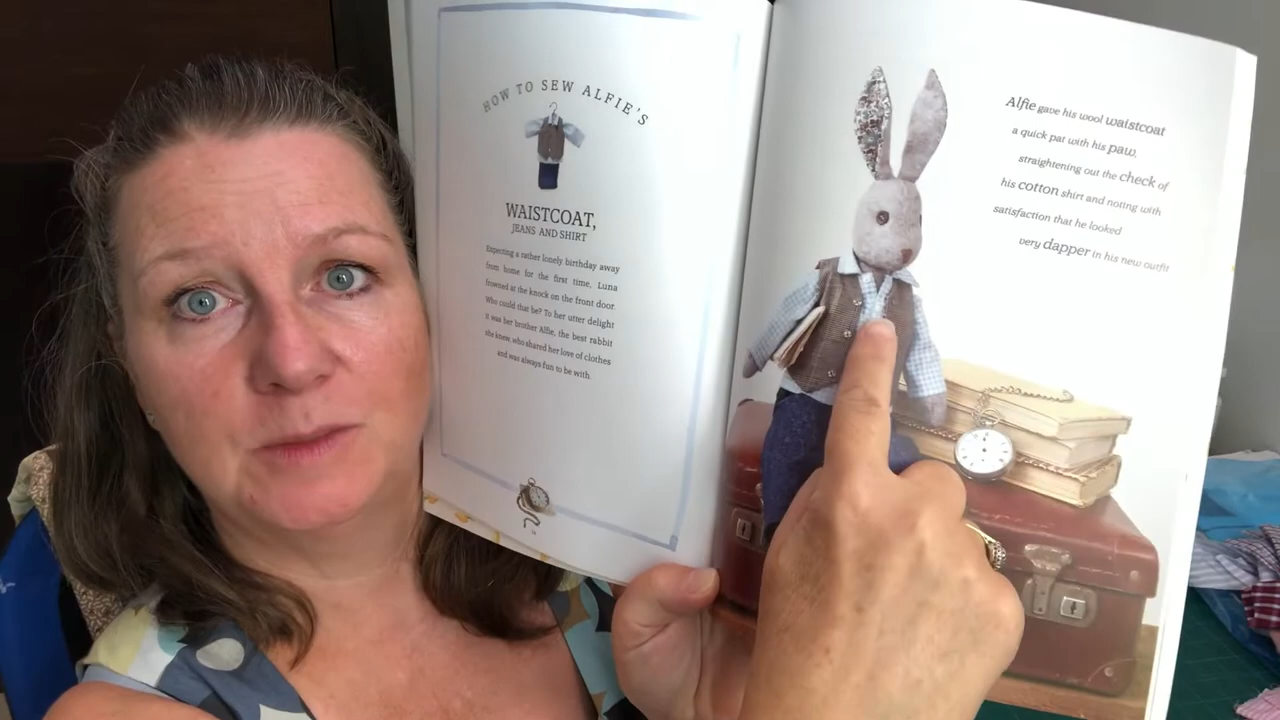 HOW TO SEW ALFIE'S
WAISTCOAT,
JEANS AND SHIRT
Expecting a rather lonely birthday away
from home for the first time, Luna
frowned at the knock on the front door.
Who could that be? To her utter delight
it was her brother Alfie, the best rabbit
she knew, who shared her love of clothes
and was always fun to be with.
Alfie gave his wool waistcoat
a quick pat with his paw,
straightening out the check of
his cotton shirt and noting with
satisfaction that he looked
very dapper in his new outfit